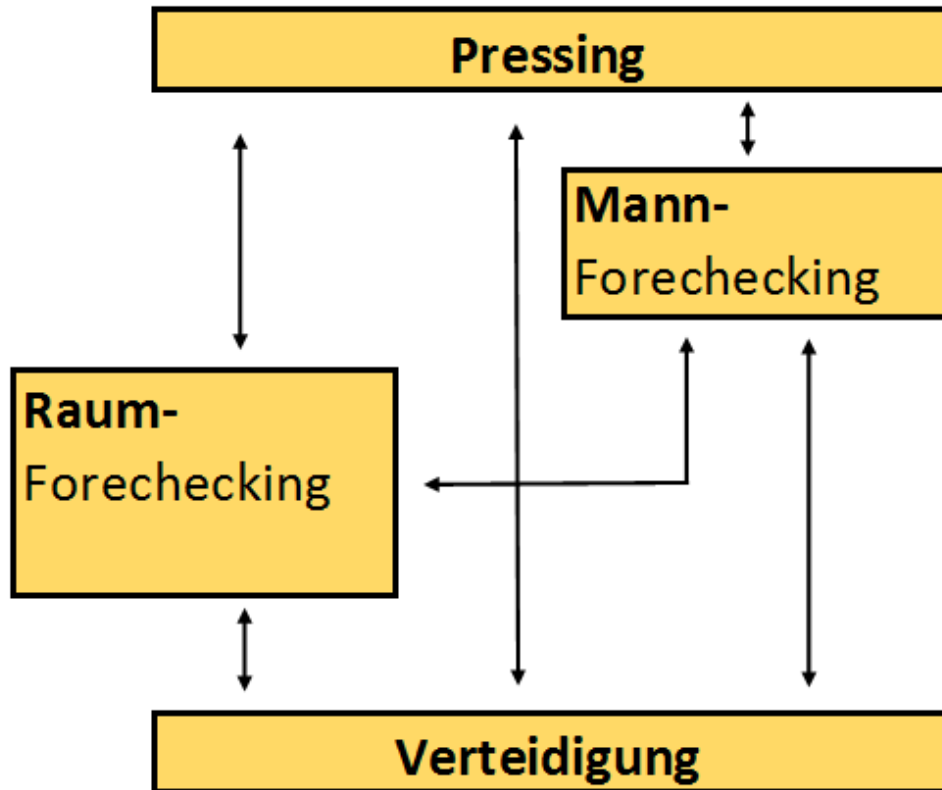 Pressing
Mann-
Forechecking
Raum-
Forechecking
Verteidigung